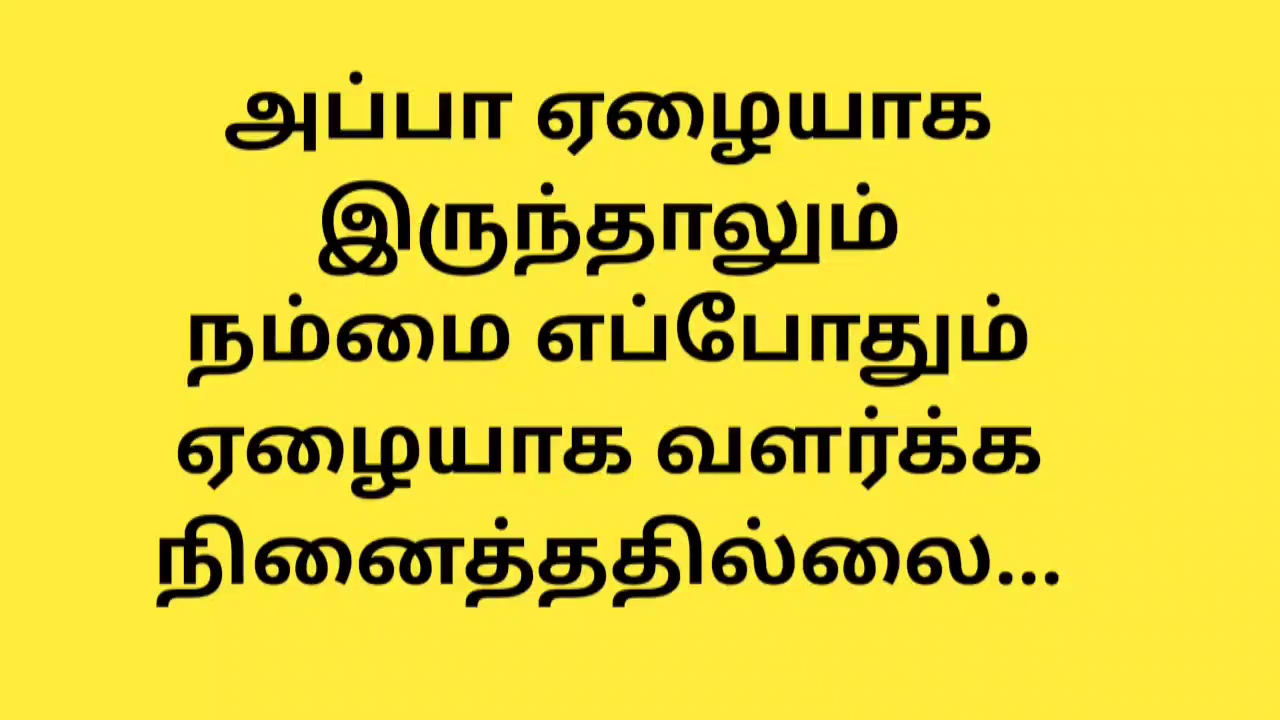 அப்பா ஏழையாக
இருந்தாலும்
நம்மை எப்போதும்
ஏழையாக வளர்க்க
நினைத்ததில்லை...